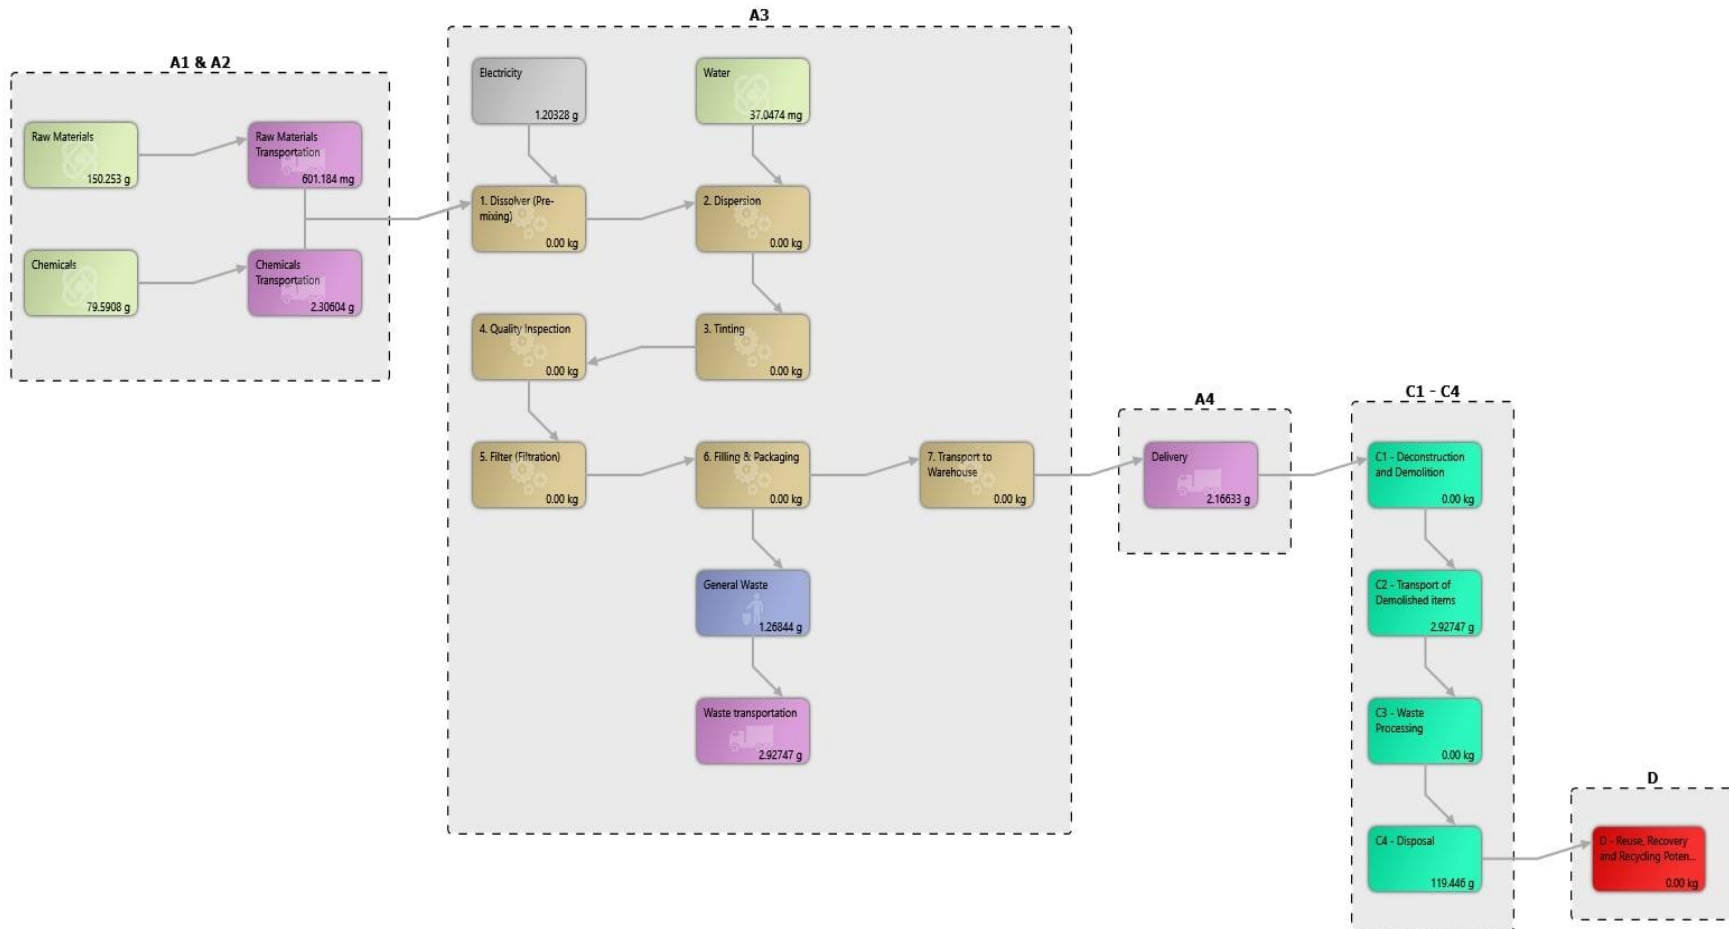 A1 & A2
Raw Materials
150.253 g
Raw Materials
Transportation
601.184 mg
Chemicals
79.5908 g
Chemicals
Transportation
2.30604 g
A3
Electricity
1.20328 g
Water
37.0474 mg
1. Dissolver (Pre-
mixing)
0.00 kg
2. Dispersion
0.00 kg
4. Quality Inspection
0.00 kg
3. Tinting
0.00 kg
5. Filter (Filtration)
0.00 kg
6. Filling & Packaging
0.00 kg
7. Transport to
Warehouse
0.00 kg
General Waste
1.26844 g
Waste transportation
2.92747 g
A4
Delivery
2.16633 g
C1 - C4
C1 - Deconstruction
and Demolition
0.00 kg
C2 - Transport of
Demolished items
2.92747 g
C3 - Waste
Processing
0.00 kg
C4 - Disposal
119.446 g
D
D - Reuse, Recovery
and Recycling Poten...
0.00 kg